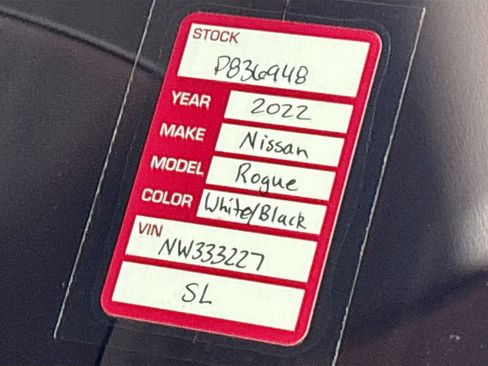 STOCK
P836948
YEAR 2022
MAKE Nissan
MODEL Rogue
COLOR White/Black
VIN
NW333227
SL